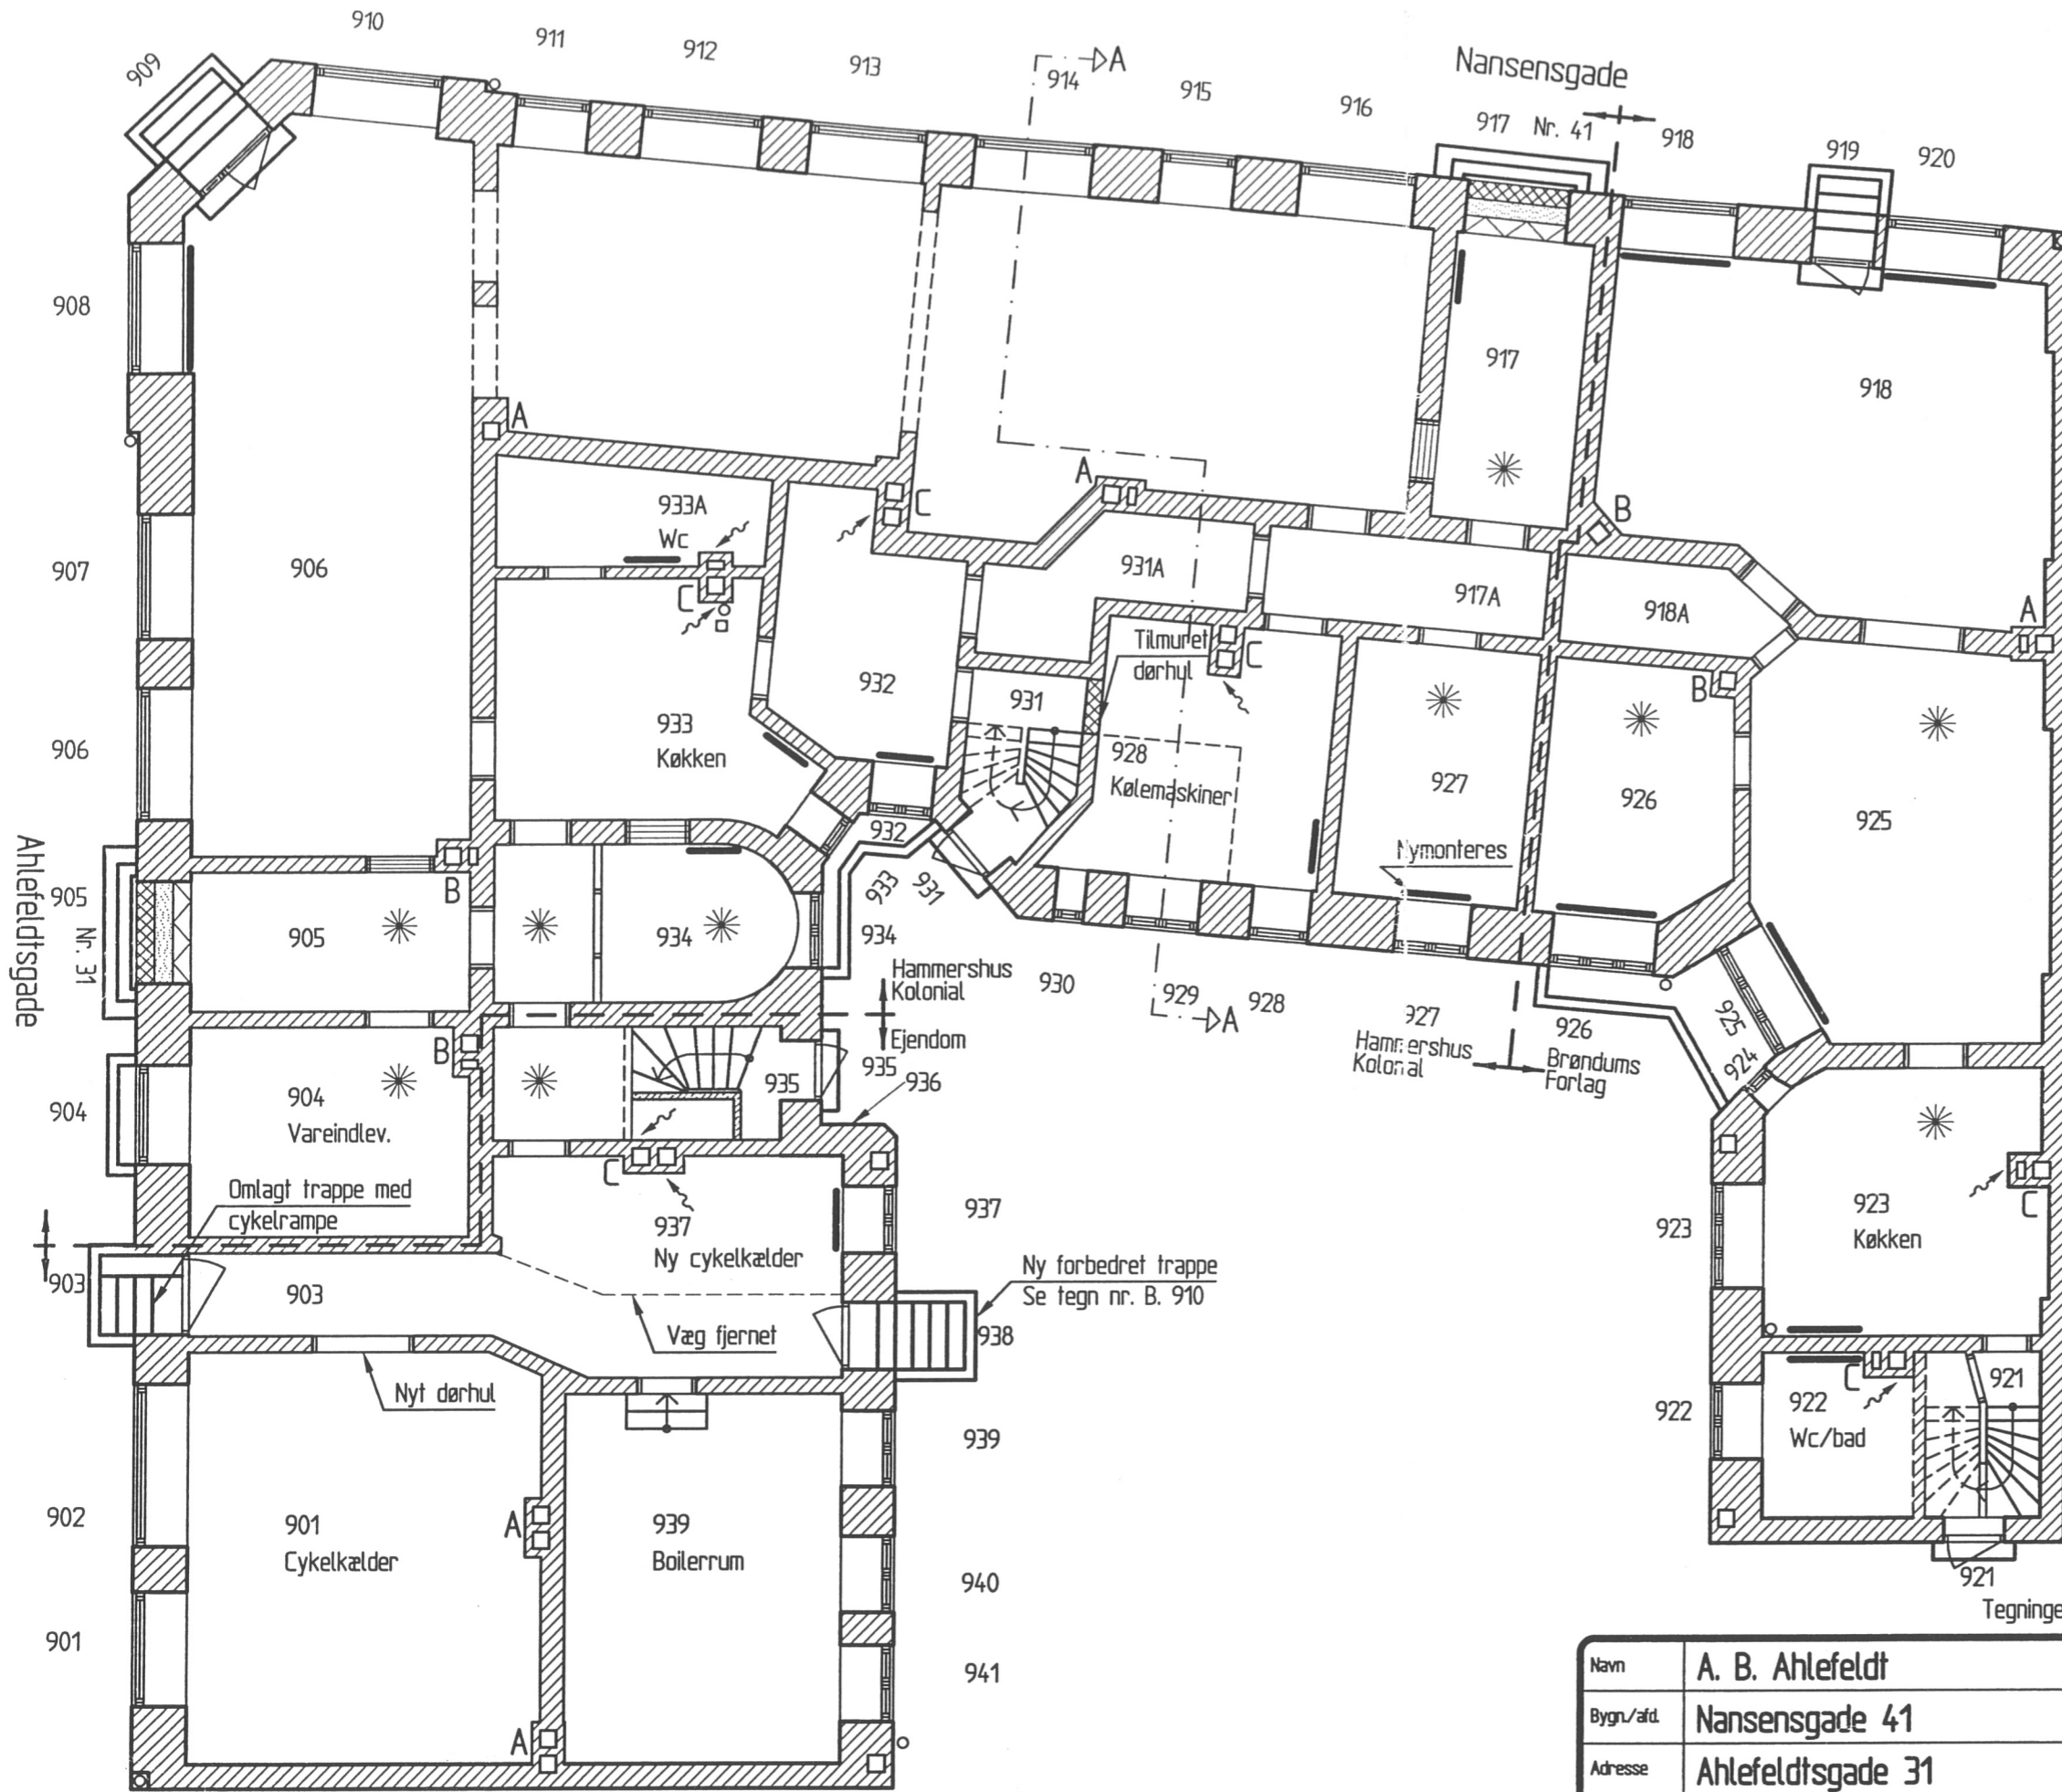 910
911
912
913
914
A
915
916
Nansensgade
917
Nr. 41
918
919
920
909
908
907
906
Ahlefeldtsgade
905
Nr. 31
904
903
902
901
906
A
917
918
A
C
B
933A
Wc
C
931A
917A
918A
A
Tilmuret
dørhul
C
B
932
931
933
Køkken
928
Kølemaskiner
927
926
925
Nymonteres
932
933
931
934
B
905
934
Hammershus
Kolonial
Ejendom
930
929
A
928
927
Hammershus
Kolonial
926
Brøndums
Forlag
925
924
B
904
Vareindlev.
935
935
936
Omlagt trappe med
cykelrampe
C
937
Ny cykelkælder
937
923
923
Køkken
C
903
Væg fjernet
Ny forbedret trappe
Se tegn nr. B. 910
938
Nyt dørhul
939
922
922
Wc/bad
C
921
901
Cykelkælder
A
939
Boilerrum
940
921
941
A
Tegninge
Navn A. B. Ahlefeldt
Bygn./afd. Nansensgade 41
Adresse Ahlefeldtsgade 31